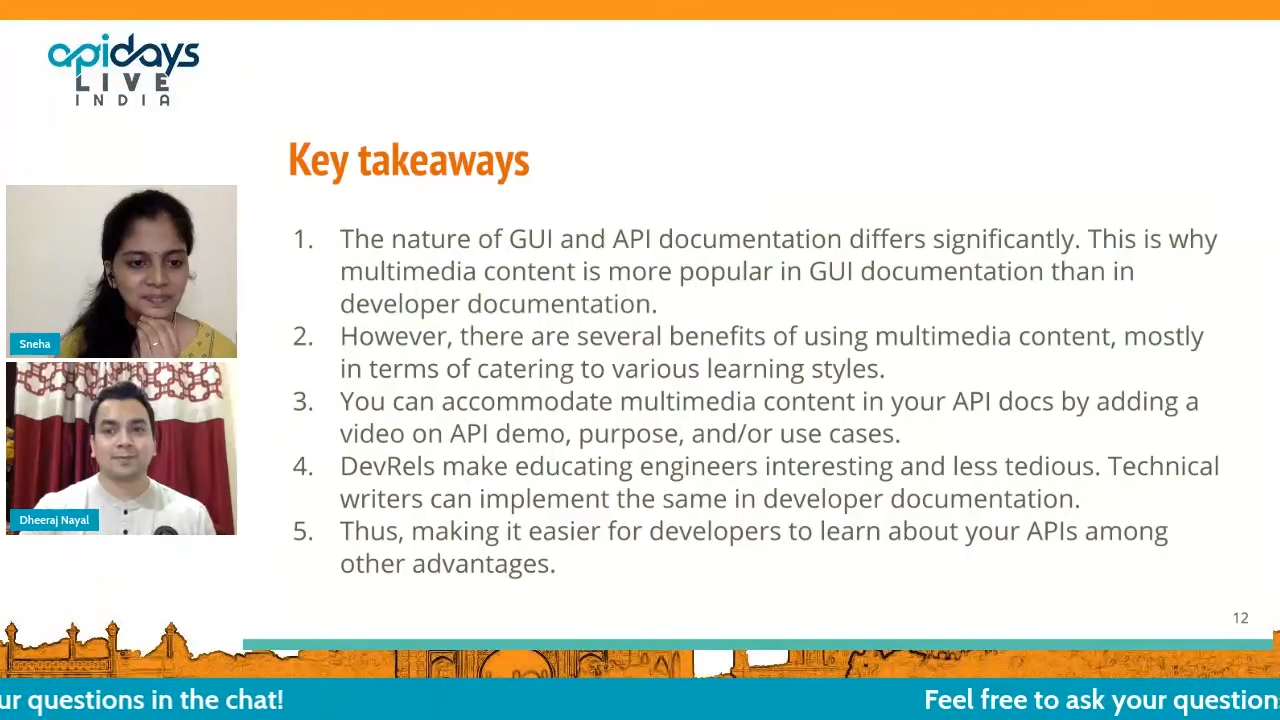 apidays
LIVE
INDIA
Key takeaways
1. The nature of GUI and API documentation differs significantly. This is why
multimedia content is more popular in GUI documentation than in
developer documentation.
2. However, there are several benefits of using multimedia content, mostly
in terms of catering to various learning styles.
3. You can accommodate multimedia content in your API docs by adding a
video on API demo, purpose, and/or use cases.
4. DevRels make educating engineers interesting and less tedious. Technical
writers can implement the same in developer documentation.
5. Thus, making it easier for developers to learn about your APIs among
other advantages.
Sneha
Dheeraj Nayal
12
ur questions in the chat!
Feel free to ask your question